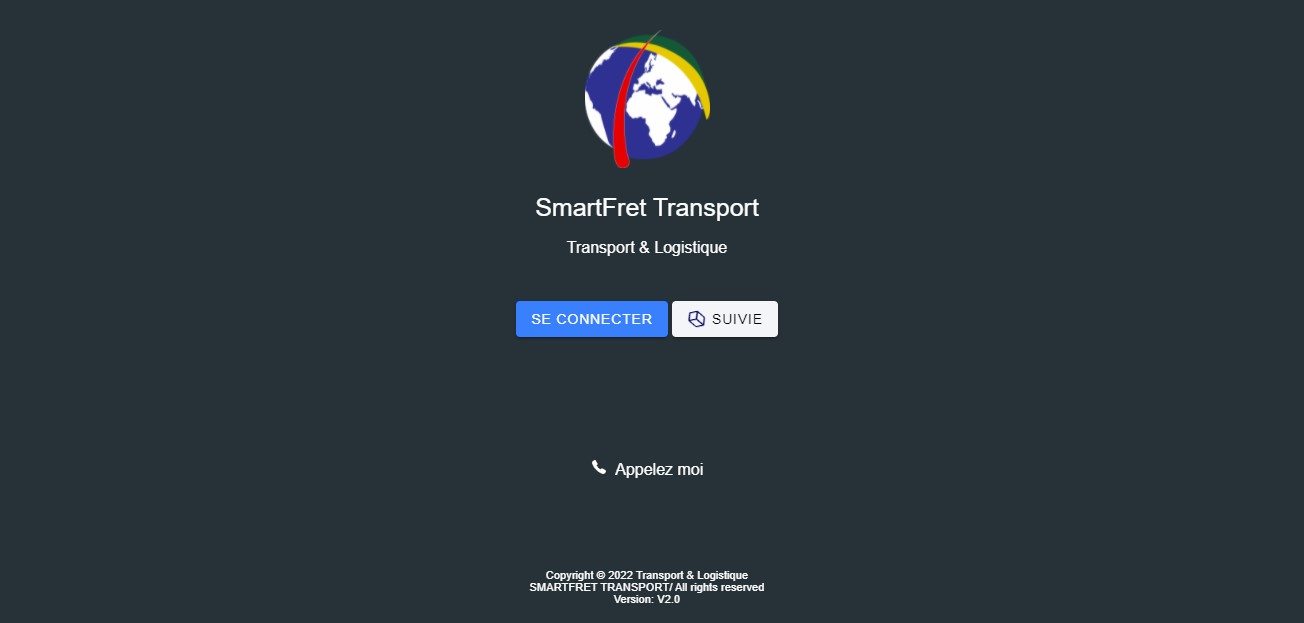 SmartFret Transport
Transport & Logistique
SE CONNECTER SUIVIE
Appelez moi
Copyright © 2022 Transport & Logistique
SMARTFRET TRANSPORT/ All rights reserved
Version: V2.0